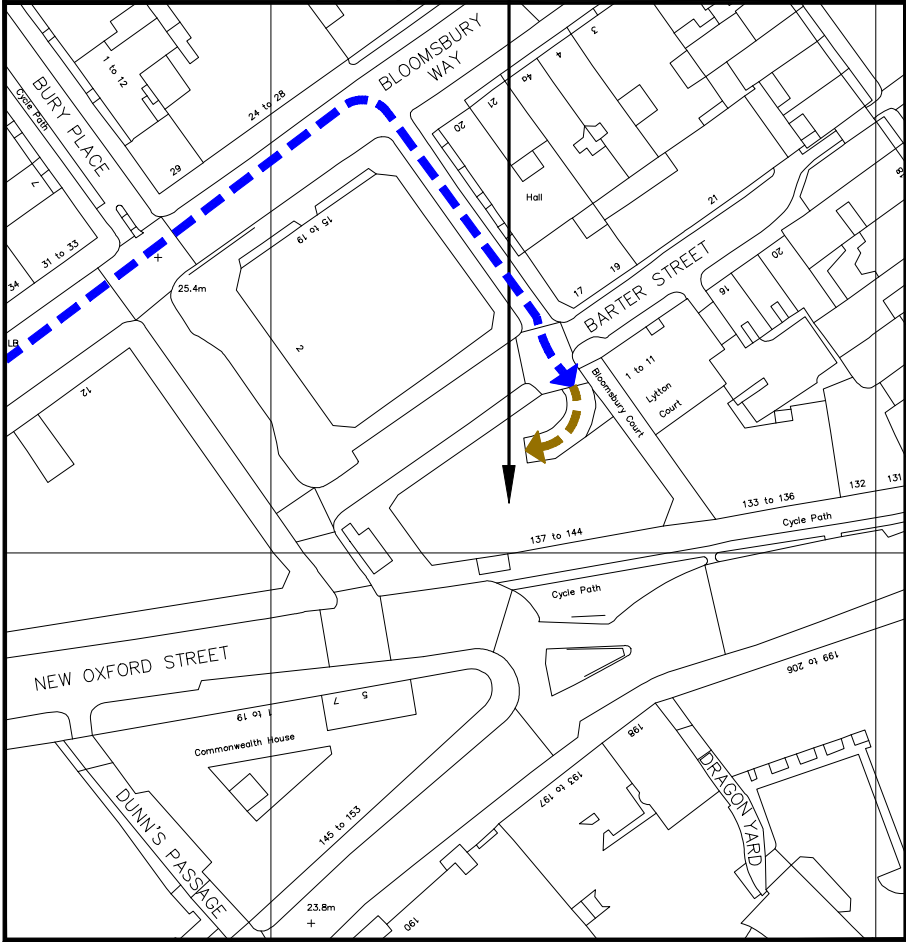 BLOOMSBURY
WAY
3
4
40
21
20
1 to 12
BURY PLACE
Cycle Path
24 to 28
29
7
Hall
21
31 to 33
34
15 to 19
25.4m
17
19
BARTER STREET
16
20
LB
2
1 to 11
Lytton
Court
Bloomsbury Court
12
133 to 136
132
131
Cycle Path
137 to 144
Cycle Path
NEW OXFORD STREET
199 to 206
7
5
1 to 19
Commonwealth House
198
193 to 197
DRAGON YARD
145 to 153
DUNN'S PASSAGE
23.8m
190